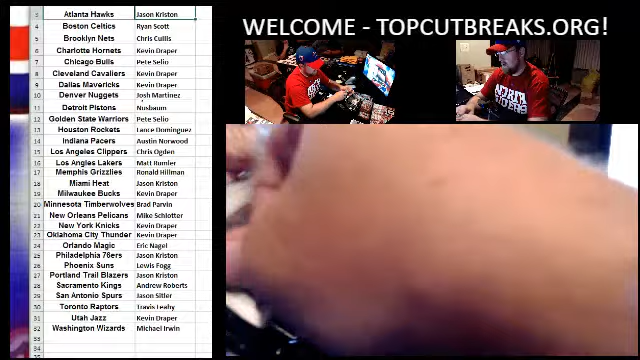 WELCOME - TOPCUTBREAKS.ORG!
3 Atlanta Hawks Jason Kriston
4 Boston Celtics Ryan Scott
5 Brooklyn Nets Chris Cullis
6 Charlotte Hornets Kevin Draper
7 Chicago Bulls Pete Selio
8 Cleveland Cavaliers Kevin Draper
9 Dallas Mavericks Kevin Draper
10 Denver Nuggets Josh Martinez
11 Detroit Pistons Nusbaum
12 Golden State Warriors Pete Selio
13 Houston Rockets Lance Dominguez
14 Indiana Pacers Austin Norwood
15 Los Angeles Clippers Chris Ogden
16 Los Angeles Lakers Matt Rumler
17 Memphis Grizzlies Ronald Hillman
18 Miami Heat Jason Kriston
19 Milwaukee Bucks Kevin Draper
20 Minnesota Timberwolves Brad Parvin
21 New Orleans Pelicans Mike Schlotter
22 New York Knicks Kevin Draper
23 Oklahoma City Thunder Kevin Draper
24 Orlando Magic Eric Nagel
25 Philadelphia 76ers Jason Kriston
26 Phoenix Suns Lewis Fogg
27 Portland Trail Blazers Jason Kriston
28 Sacramento Kings Andrew Roberts
29 San Antonio Spurs Jason Sitler
30 Toronto Raptors Travis Leahy
31 Utah Jazz Kevin Draper
32 Washington Wizards Michael Irwin
33
34